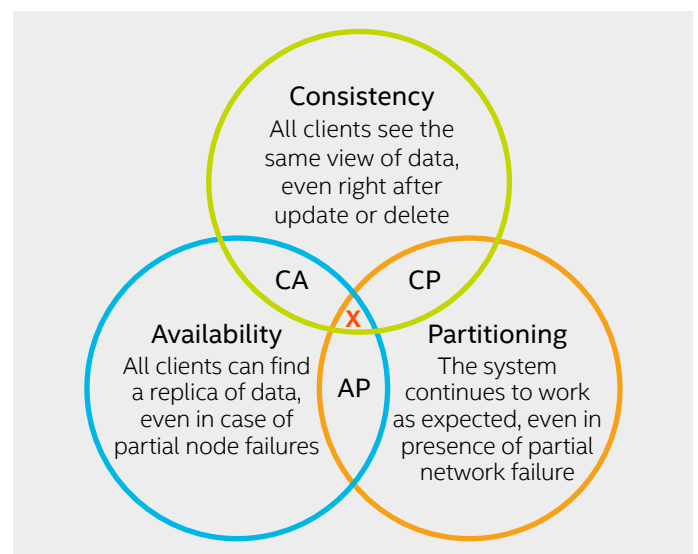 Consistency
All clients see the
same view of data,
even right after
update or delete
CA
CP
X
Availability
All clients can find
a replica of data,
even in case of
partial node failures
AP
Partitioning
The system
continues to work
as expected, even in
presence of partial
network failure